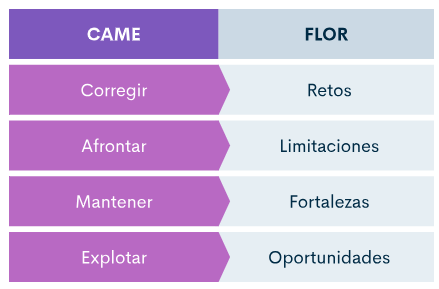 CAME FLOR
Corregir Retos
Afrontar Limitaciones
Mantener Fortalezas
Explotar Oportunidades